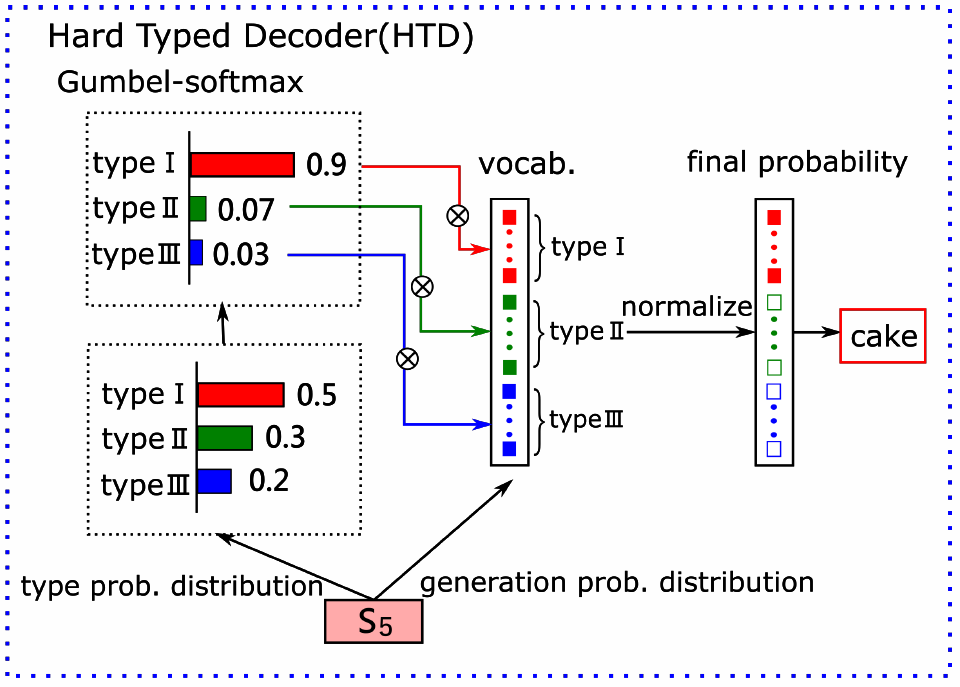 Hard Typed Decoder(HTD)
Gumbel-softmax
type Ⅰ 0.9
type Ⅱ 0.07
type Ⅲ 0.03
vocab.
final probability
type Ⅰ
type Ⅱ
type Ⅲ
normalize
cake
type Ⅰ 0.5
type Ⅱ 0.3
type Ⅲ 0.2
type prob. distribution
generation prob. distribution
S5